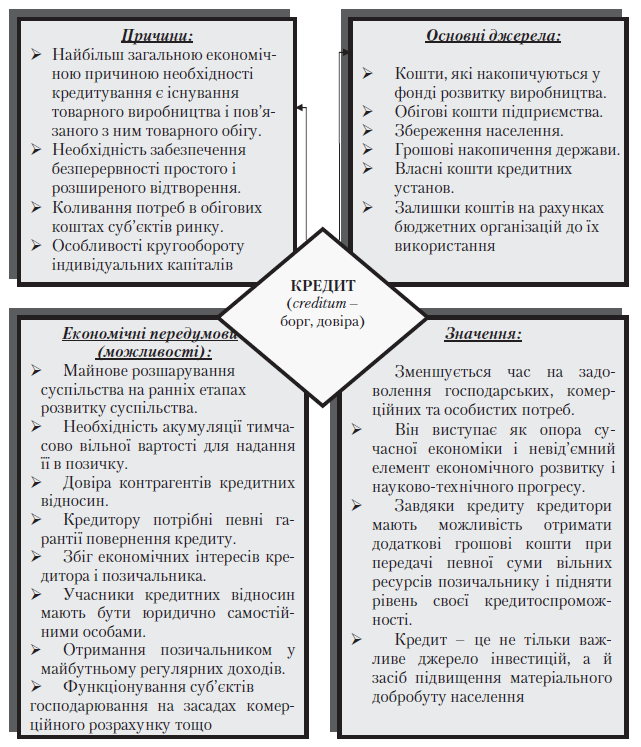 Причини:
➢ Найбільш загальною економіч-
ною причиною необхідності
кредитування є існування
товарного виробництва і пов’я-
заного з ним товарного обігу.
➢ Необхідність забезпечення
безперервності простого і
розширеного відтворення.
➢ Коливання потреб в обігових
коштах суб’єктів ринку.
➢ Особливості кругообороту
індивідуальних капіталів
Основні джерела:
➢ Кошти, які накопичуються у
фонді розвитку виробництва.
➢ Обігові кошти підприємства.
➢ Збереження населення.
➢ Грошові накопичення держави.
➢ Власні кошти кредитних
установ.
➢ Залишки коштів на рахунках
бюджетних організацій до їх
використання
КРЕДИТ
(creditum –
борг, довіра)
Економічні передумови
(можливості):
➢ Майнове розшарування
суспільства на ранніх етапах
розвитку суспільства.
➢ Необхідність акумуляції тимча-
сово вільної вартості для надання
її в позичку.
➢ Довіра контрагентів кредитних
відносин.
➢ Кредитору потрібні певні га-
рантії повернення кредиту.
➢ Збіг економічних інтересів кре-
дитора і позичальника.
➢ Учасники кредитних відносин
мають бути юридично самостій-
ними особами.
➢ Отримання позичальником у
майбутньому регулярних доходів.
➢ Функціонування суб’єктів
господарювання на засадах комер-
ційного розрахунку тощо
Значення:
➢ Зменшується час на задо-
волення господарських, комер-
ційних та особистих потреб.
➢ Він виступає як опора су-
часної економіки і невід’ємний
елемент економічного розвитку і
науково-технічного прогресу.
➢ Завдяки кредиту кредитори
мають можливість отримати
додаткові грошові кошти при
передачі певної суми вільних
ресурсів позичальнику і підняти
рівень своєї кредитоспромож-
ності.
➢ Кредит – це не тільки важ-
ливе джерело інвестицій, а й
засіб підвищення матеріального
добробуту населення